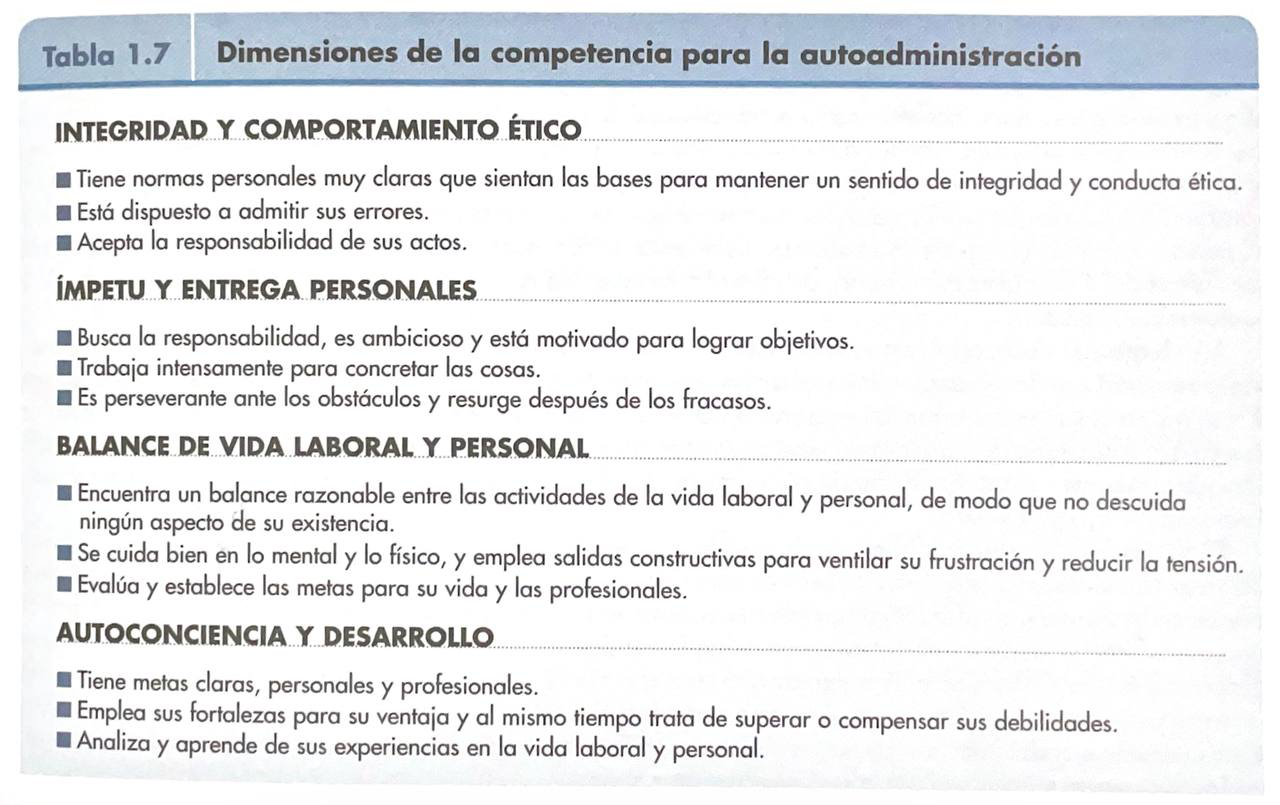 Tabla 1.7 Dimensiones de la competencia para la autoadministración
INTEGRIDAD Y COMPORTAMIENTO ÉTICO
■ Tiene normas personales muy claras que sientan las bases para mantener un sentido de integridad y conducta ética.
■ Está dispuesto a admitir sus errores.
■ Acepta la responsabilidad de sus actos.
ÍMPETU Y ENTREGA PERSONALES
■ Busca la responsabilidad, es ambicioso y está motivado para lograr objetivos.
■ Trabaja intensamente para concretar las cosas.
■ Es perseverante ante los obstáculos y resurge después de los fracasos.
BALANCE DE VIDA LABORAL Y PERSONAL
■ Encuentra un balance razonable entre las actividades de la vida laboral y personal, de modo que no descuida
ningún aspecto de su existencia.
■ Se cuida bien en lo mental y lo físico, y emplea salidas constructivas para ventilar su frustración y reducir la tensión.
■ Evalúa y establece las metas para su vida y las profesionales.
AUTOCONCIENCIA Y DESARROLLO
■ Tiene metas claras, personales y profesionales.
■ Emplea sus fortalezas para su ventaja y al mismo tiempo trata de superar o compensar sus debilidades.
■ Analiza y aprende de sus experiencias en la vida laboral y personal.